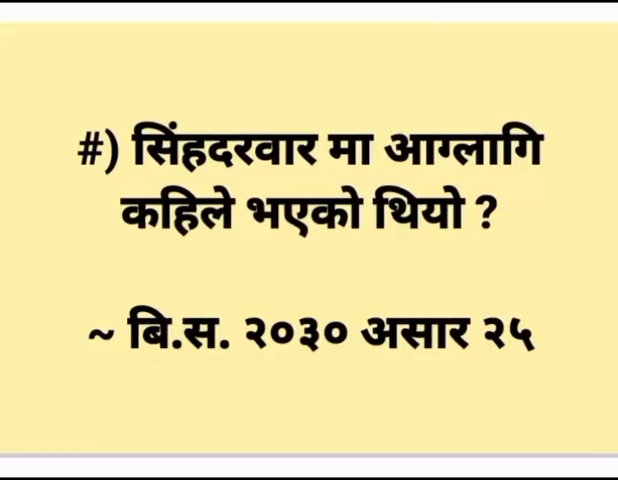 #) सिंहदरवार मा आग्लागि
कहिले भएको थियो ?
~ बि.स. २०३० असार २५